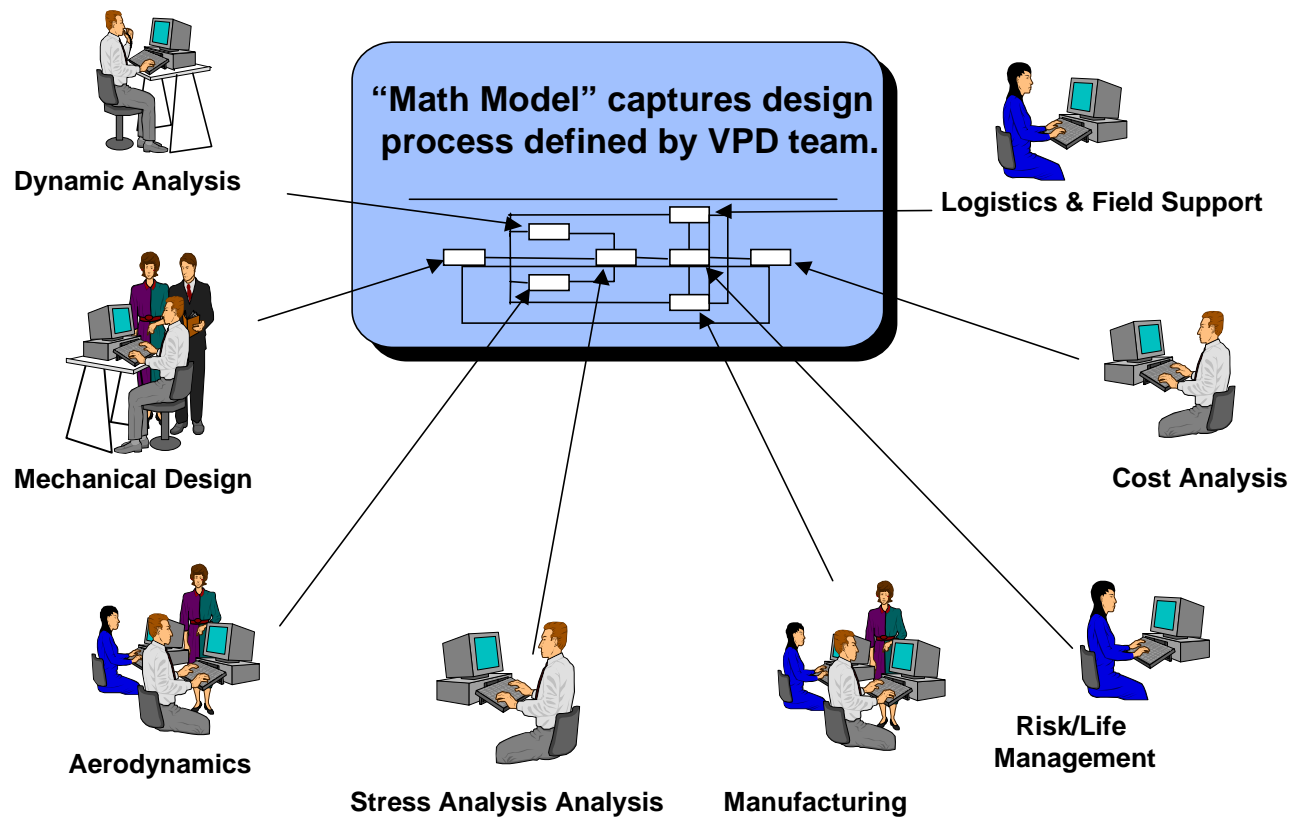 “Math Model” captures design
process defined by VPD team.
Dynamic Analysis
Logistics & Field Support
Mechanical Design
Cost Analysis
Aerodynamics
Risk/Life
Management
Stress Analysis Analysis
Manufacturing